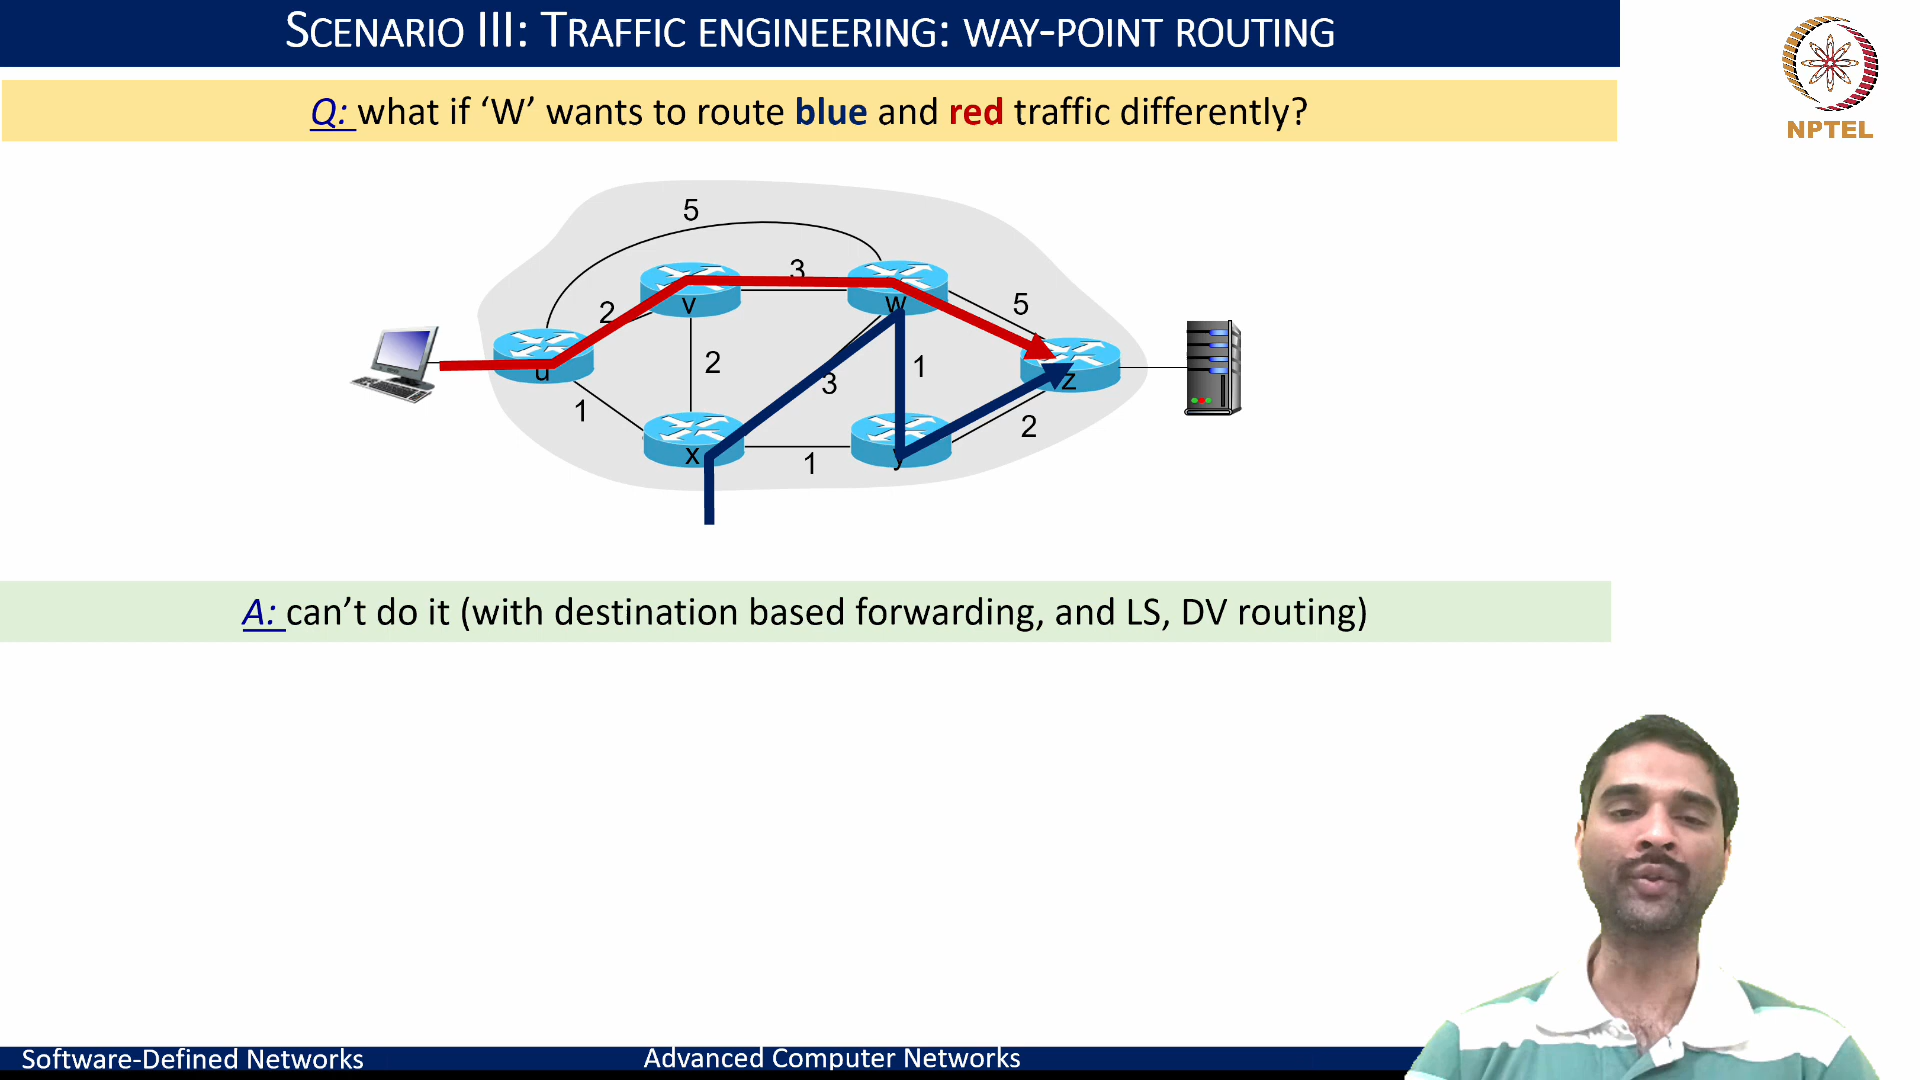 SCENARIO III: TRAFFIC ENGINEERING: WAY-POINT ROUTING
NPTEL
Q: what if ‘W’ wants to route blue and red traffic differently?
5
3
2
v
w
5
u
2
3
1
z
1
x
1
y
2
A: can’t do it (with destination based forwarding, and LS, DV routing)
Software-Defined Networks
Advanced Computer Networks